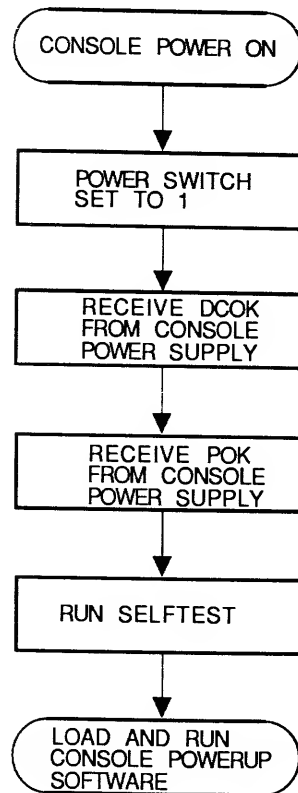 CONSOLE POWER ON
POWER SWITCH
SET TO 1
RECEIVE DCOK
FROM CONSOLE
POWER SUPPLY
RECEIVE POK
FROM CONSOLE
POWER SUPPLY
RUN SELFTEST
LOAD AND RUN
CONSOLE POWERUP
SOFTWARE